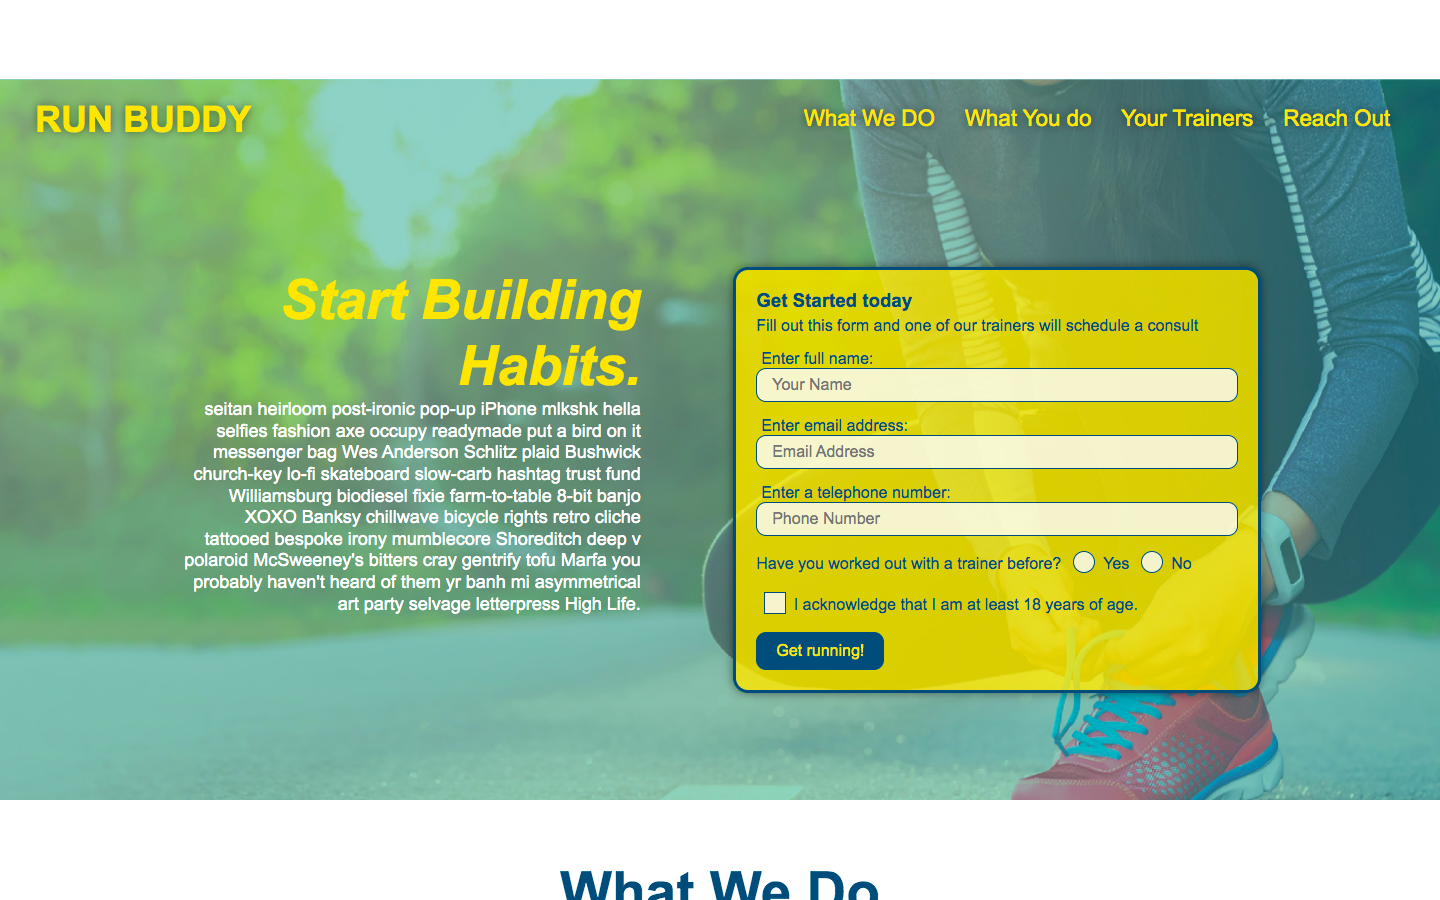 RUN BUDDY
What We DO
What You do
Your Trainers
Reach Out
Start Building
Habits.
seitan heirloom post-ironic pop-up iPhone mlkshk hella
selfies fashion axe occupy readymade put a bird on it
messenger bag Wes Anderson Schlitz plaid Bushwick
church-key lo-fi skateboard slow-carb hashtag trust fund
Williamsburg biodiesel fixie farm-to-table 8-bit banjo
XOXO Banksy chillwave bicycle rights retro cliche
tattooed bespoke irony mumblecore Shoreditch deep v
polaroid McSweeney's bitters cray gentrify tofu Marfa you
probably haven't heard of them yr banh mi asymmetrical
art party selvage letterpress High Life.
Get Started today
Fill out this form and one of our trainers will schedule a consult
Enter full name:
Your Name
Enter email address:
Email Address
Enter a telephone number:
Phone Number
Have you worked out with a trainer before? Yes No
I acknowledge that I am at least 18 years of age.
Get running!
What We Do